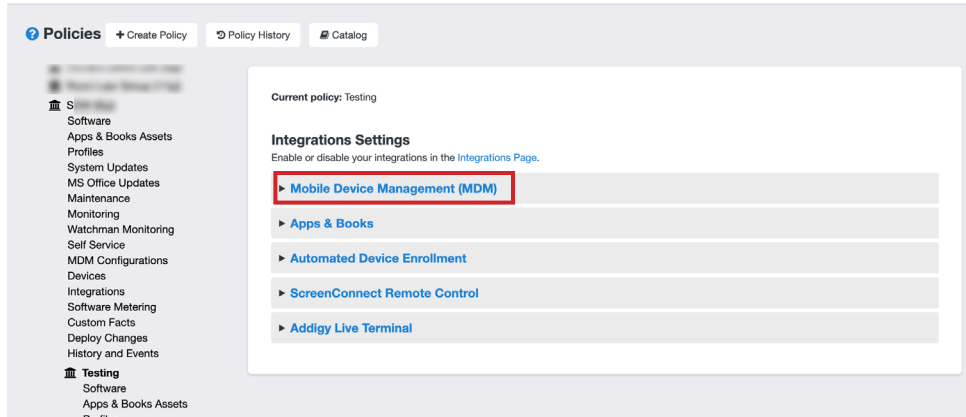 Policies
Create Policy
Policy History
Catalog
S
Software
Apps & Books Assets
Profiles
System Updates
MS Office Updates
Maintenance
Monitoring
Watchman Monitoring
Self Service
MDM Configurations
Devices
Integrations
Software Metering
Custom Facts
Deploy Changes
History and Events
Testing
Software
Apps & Books Assets
Current policy: Testing
Integrations Settings
Enable or disable your integrations in the Integrations Page.
Mobile Device Management (MDM)
Apps & Books
Automated Device Enrollment
ScreenConnect Remote Control
Addigy Live Terminal